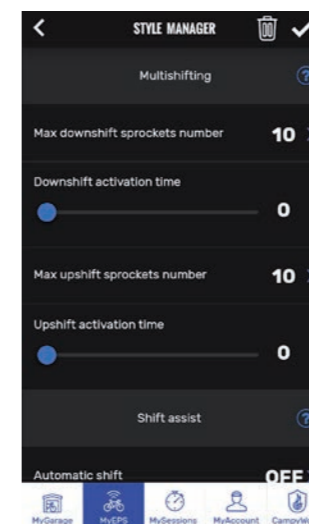 STYLE MANAGER
Multishifting ?
Max downshift sprockets number 10
Downshift activation time
0
Max upshift sprockets number 10
Upshift activation time
0
Shift assist ?
Automatic shift OFF
MyGarage MyEPS MySessions MyAccount